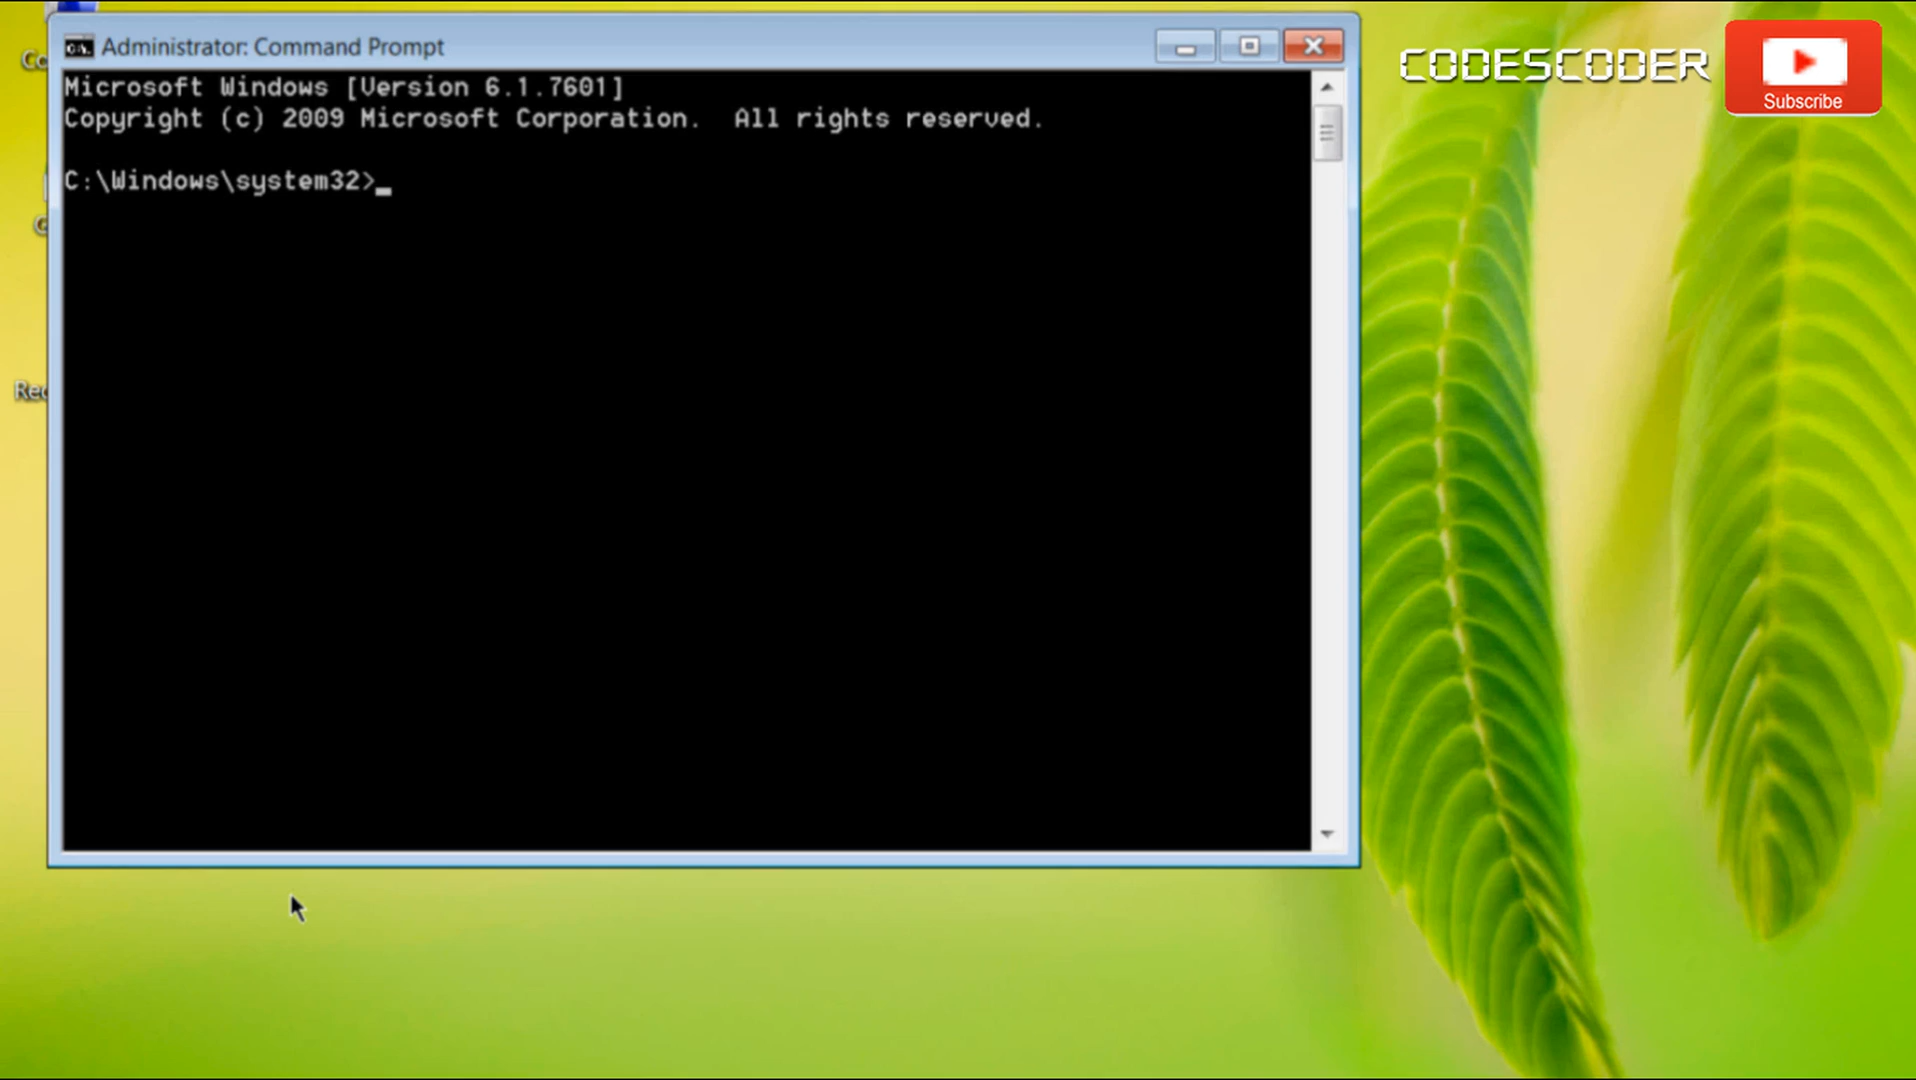 Administrator: Command Prompt
Microsoft Windows [Version 6.1.7601]
Copyright (c) 2009 Microsoft Corporation.  All rights reserved.
C:\Windows\system32>
CODESCODER
Subscribe